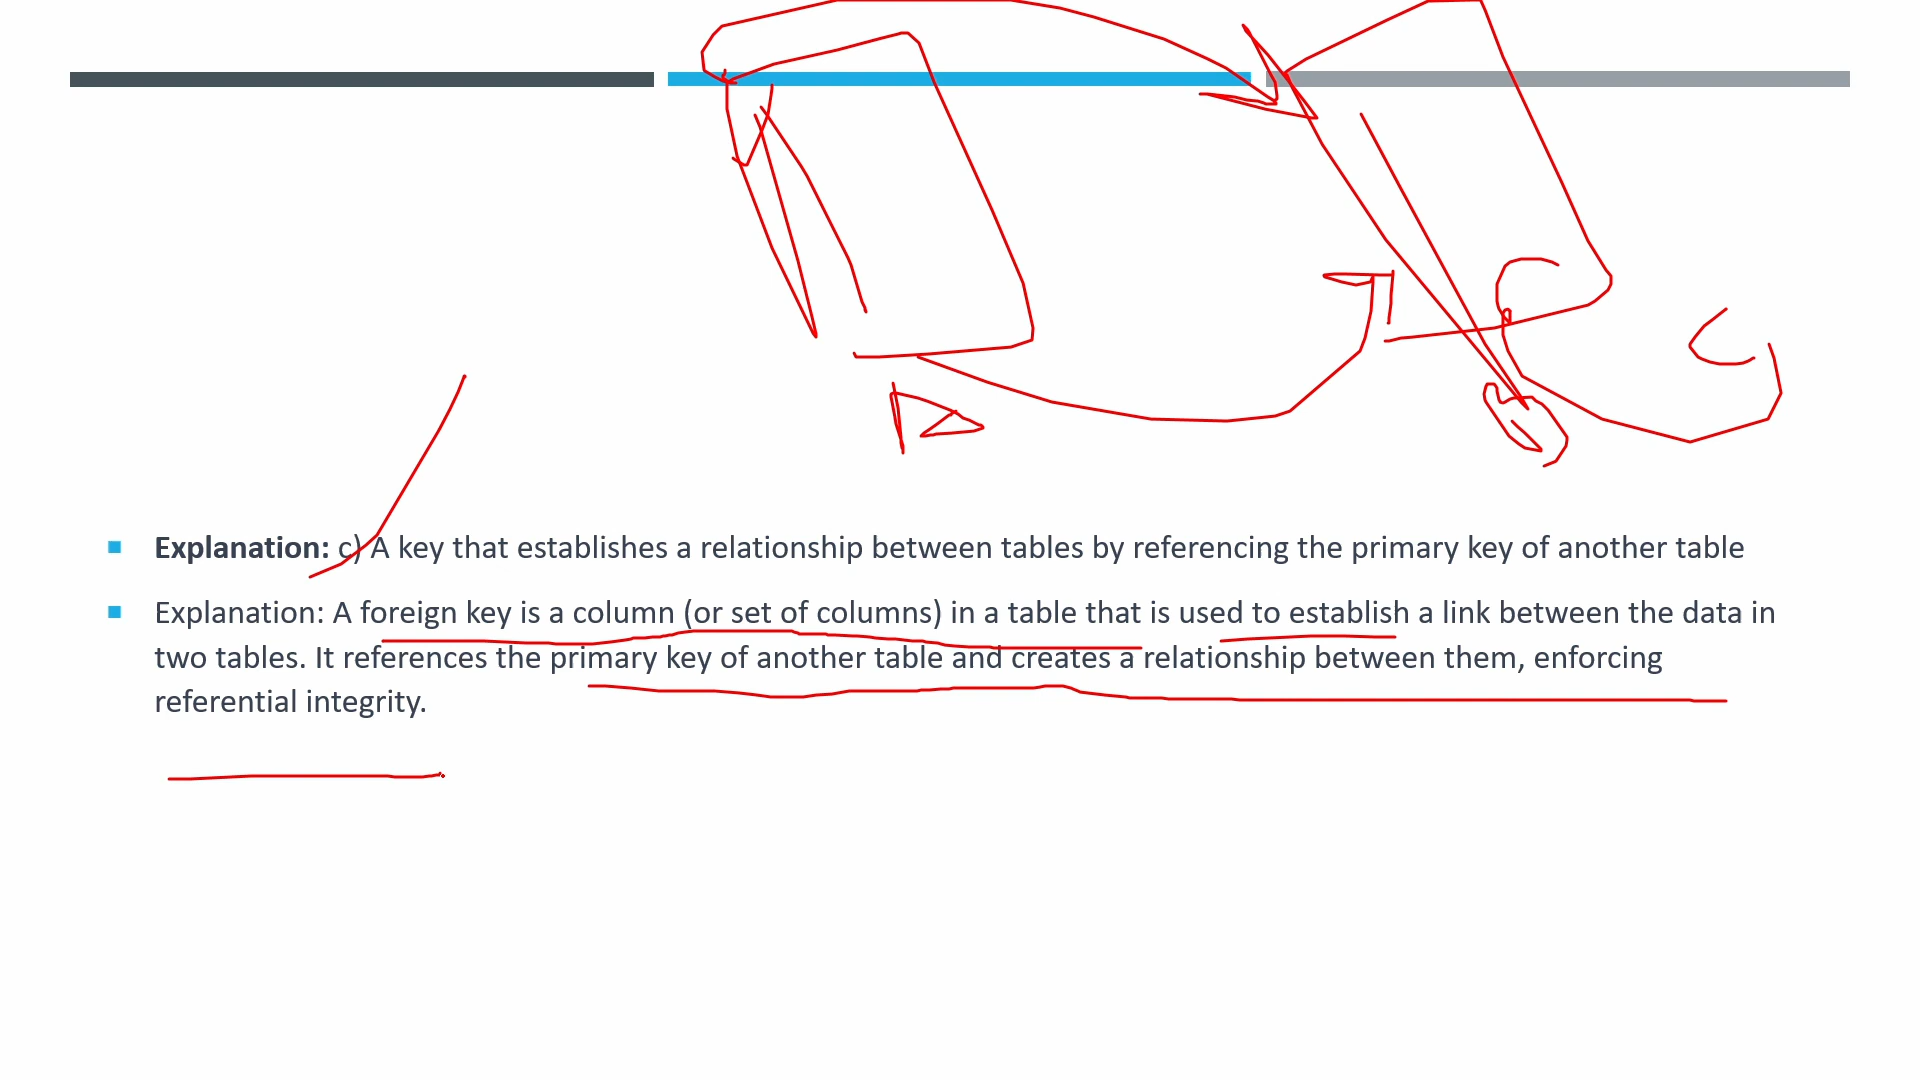 Explanation: c) A key that establishes a relationship between tables by referencing the primary key of another table
Explanation: A foreign key is a column (or set of columns) in a table that is used to establish a link between the data in
two tables. It references the primary key of another table and creates a relationship between them, enforcing
referential integrity.